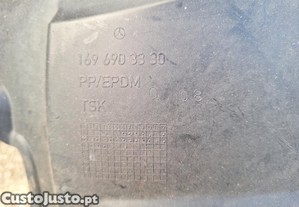 169 690 33 30
PP/EPDM
TSK
CustoJusto.pt